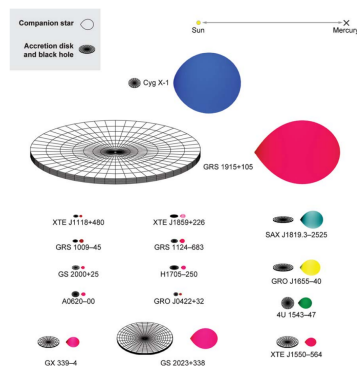 Companion star
Accretion disk
and black hole
Sun
Mercury
Cyg X-1
GRS 1915+105
XTE J1118+480
XTE J1859+226
SAX J1819.3–2525
GRS 1009–45
GRS 1124–683
GS 2000+25
H1705–250
GRO J1655–40
A0620–00
GRO J0422+32
4U 1543–47
GX 339–4
GS 2023+338
XTE J1550–564